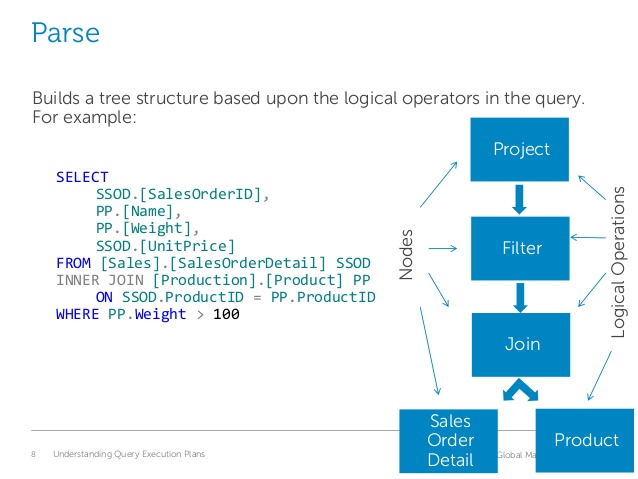 Parse
Builds a tree structure based upon the logical operators in the query.
For example:
SELECT
SSOD.[SalesOrderID],
PP.[Name],
PP.[Weight],
SSOD.[UnitPrice]
FROM [Sales].[SalesOrderDetail] SSOD
INNER JOIN [Production].[Product] PP
ON SSOD.ProductID = PP.ProductID
WHERE PP.Weight > 100
Nodes
Project
Filter
Join
Sales
Order
Detail
Product
Logical Operations
8 Understanding Query Execution Plans
Global